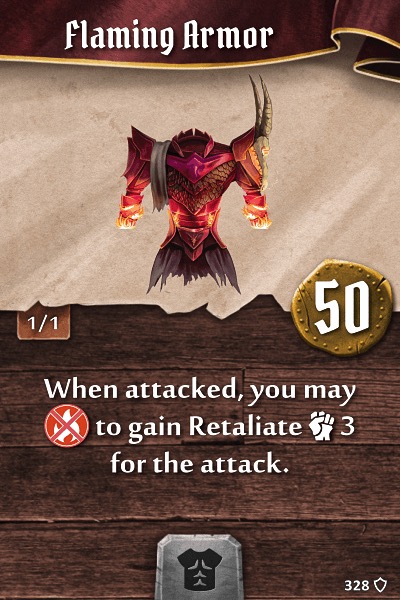 Flaming Armor
1/1
50
When attacked, you may
to gain Retaliate 3
for the attack.
328